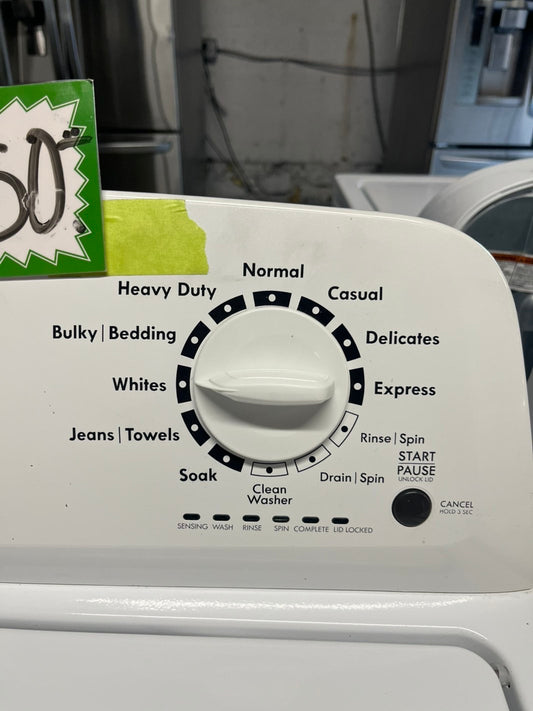 Normal
Heavy Duty
Casual
Bulky|Bedding
Delicates
Whites
Express
Jeans|Towels
Rinse|Spin
Soak
Drain|Spin
Clean
Washer
START
PAUSE
UNLOCK LID
CANCEL
HOLD 3 SEC
SENSING WASH RINSE SPIN COMPLETE LID LOCKED